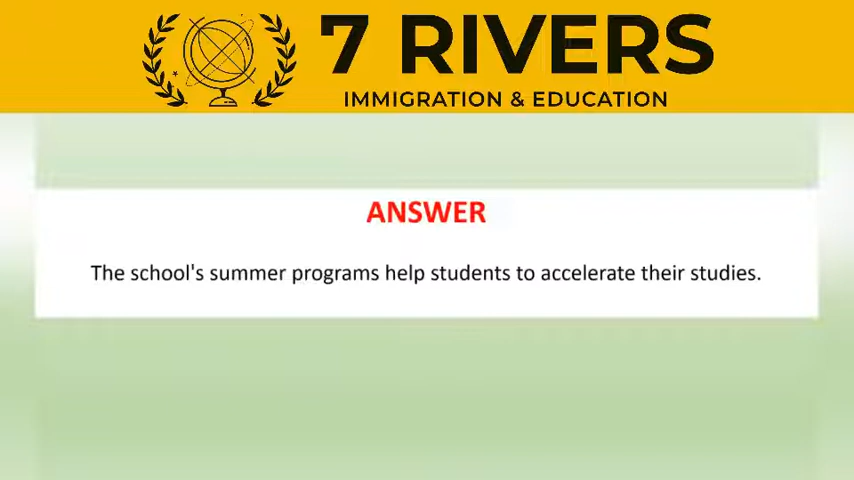 7 RIVERS
IMMIGRATION & EDUCATION
ANSWER
The school's summer programs help students to accelerate their studies.